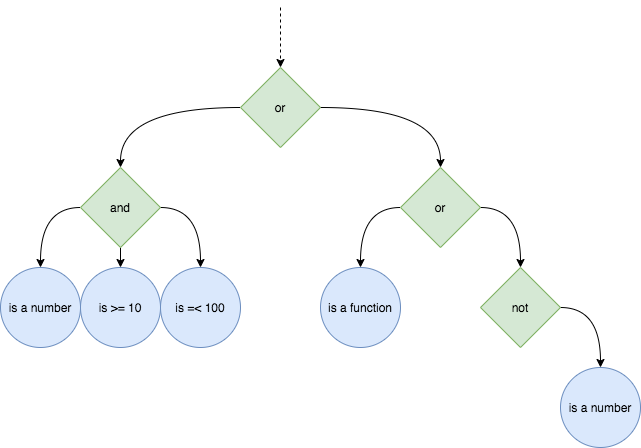 or
and
or
is a number
is >= 10
is =< 100
is a function
not
is a number